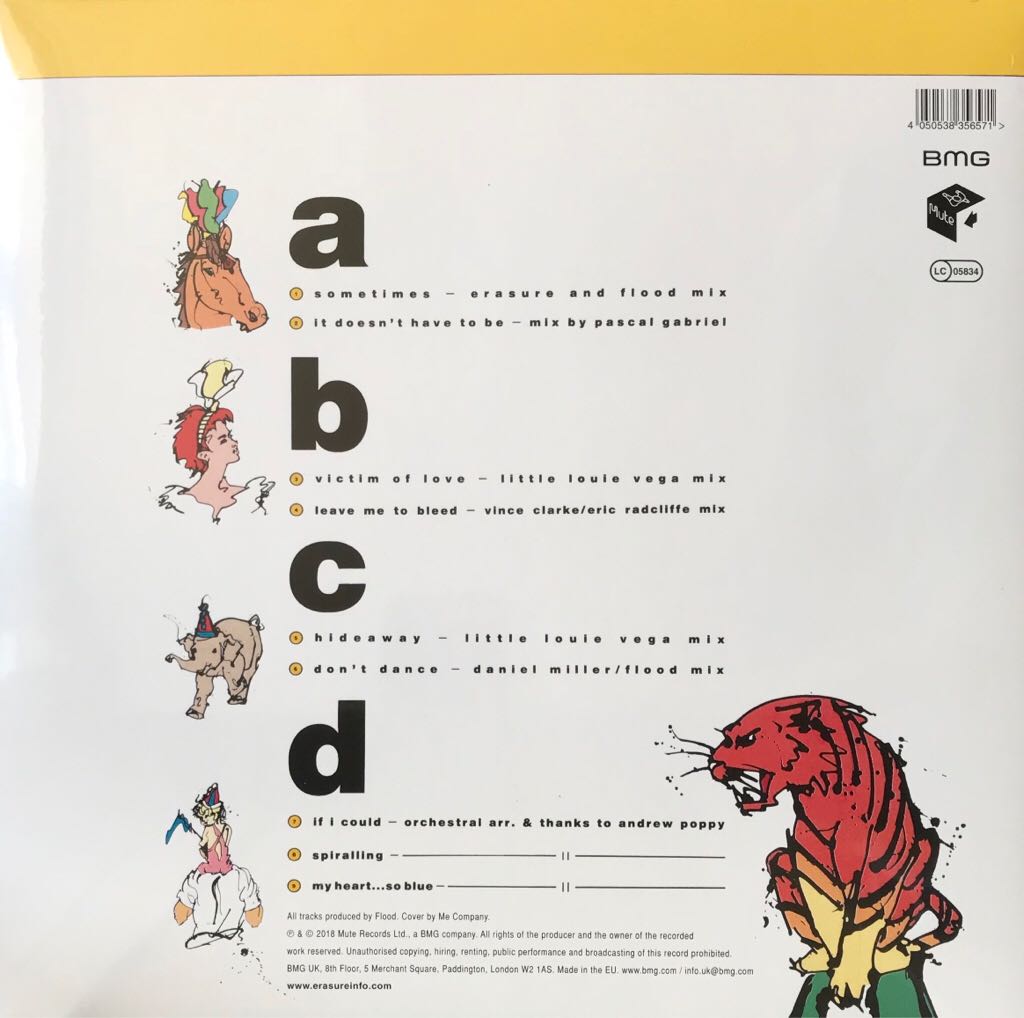 4 050538 356571 >
BMG
Mute
LC 05834
a
1 sometimes – erasure and flood mix
2 it doesn't have to be – mix by pascal gabriel
b
3 victim of love – little louie vega mix
4 leave me to bleed – vince clarke/eric radcliffe mix
c
5 hideaway – little louie vega mix
6 don't dance – daniel miller/flood mix
d
7 if i could – orchestral arr. & thanks to andrew poppy
8 spiralling – ——— || ———
9 my heart...so blue – ——— || ———
All tracks produced by Flood. Cover by Me Company.
℗ & © 2018 Mute Records Ltd., a BMG company. All rights of the producer and the owner of the recorded
work reserved. Unauthorised copying, hiring, renting, public performance and broadcasting of this record prohibited.
BMG UK, 8th Floor, 5 Merchant Square, Paddington, London W2 1AS. Made in the EU. www.bmg.com / info.uk@bmg.com
www.erasureinfo.com